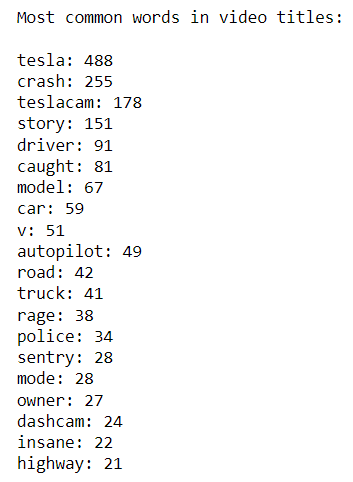 Most common words in video titles:
tesla: 488
crash: 255
teslacam: 178
story: 151
driver: 91
caught: 81
model: 67
car: 59
v: 51
autopilot: 49
road: 42
truck: 41
rage: 38
police: 34
sentry: 28
mode: 28
owner: 27
dashcam: 24
insane: 22
highway: 21